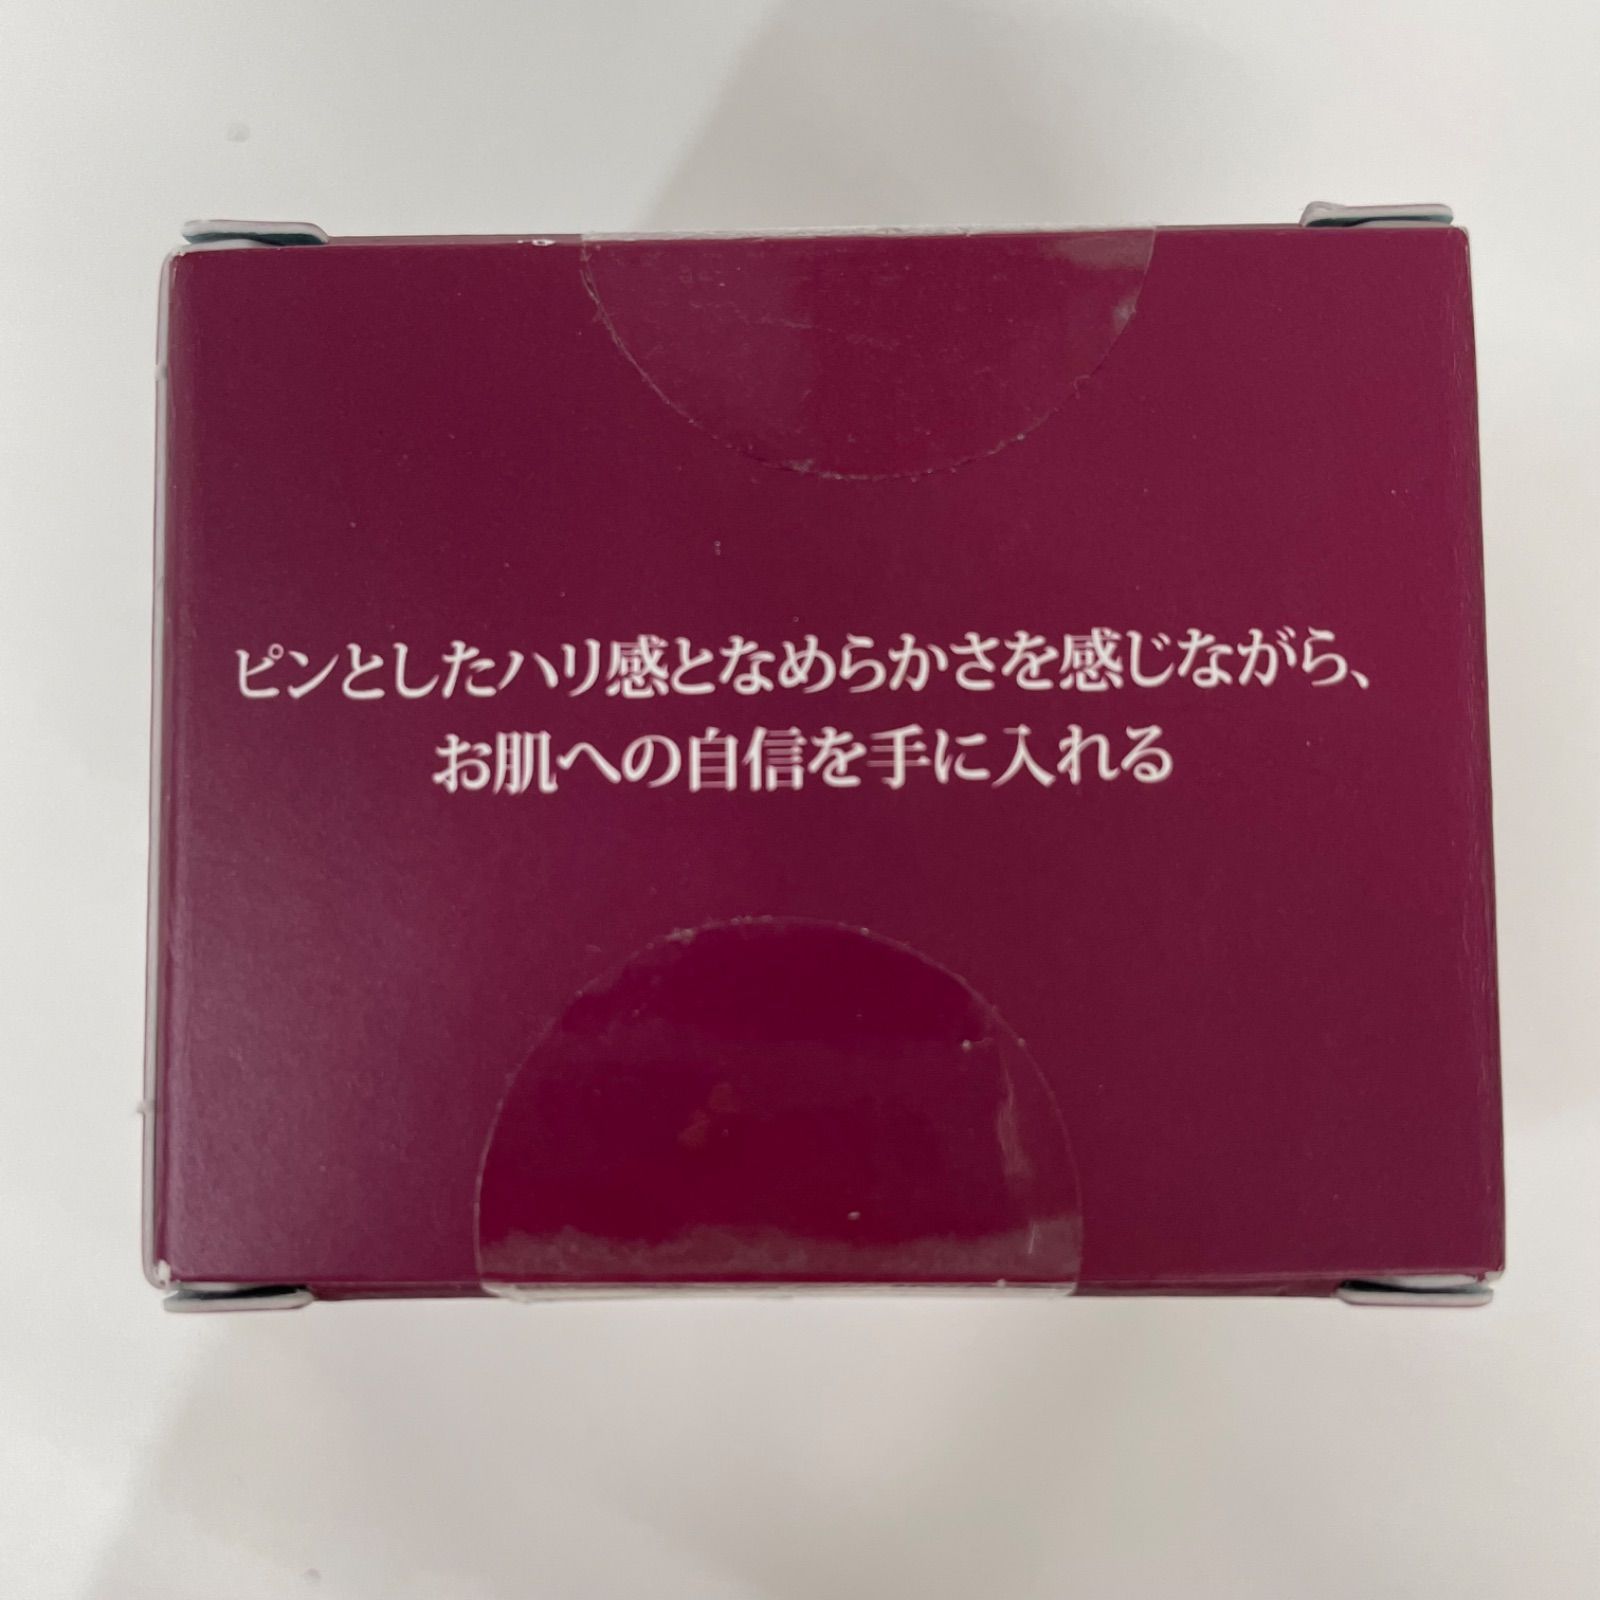 ピンとしたハリ感となめらかさを感じながら、
お肌への自信を手に入れる